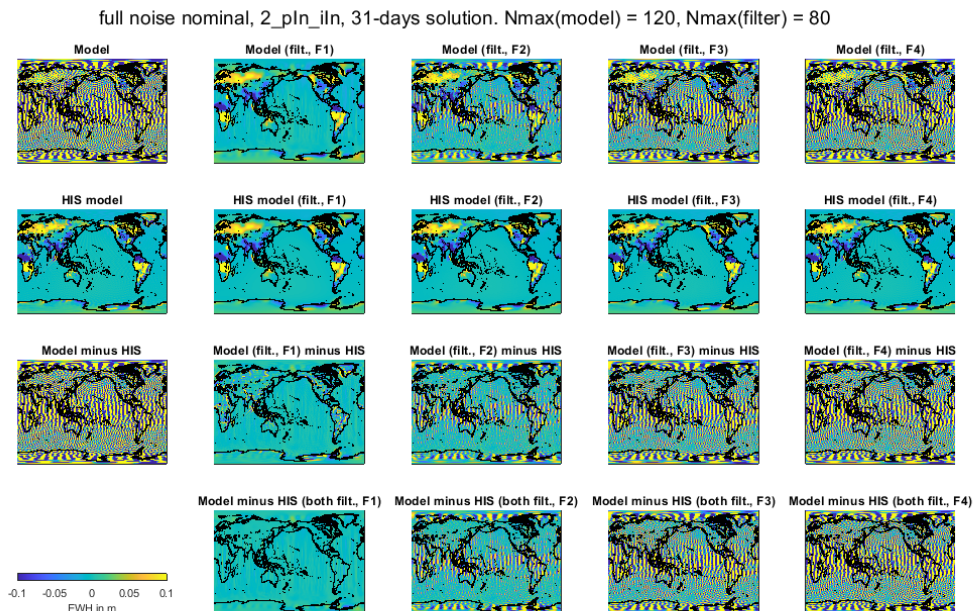 full noise nominal, 2_pIn_iIn, 31-days solution. Nmax(model) = 120, Nmax(filter) = 80
Model
Model (filt., F1)
Model (filt., F2)
Model (filt., F3)
Model (filt., F4)
HIS model
HIS model (filt., F1)
HIS model (filt., F2)
HIS model (filt., F3)
HIS model (filt., F4)
Model minus HIS
Model (filt., F1) minus HIS
Model (filt., F2) minus HIS
Model (filt., F3) minus HIS
Model (filt., F4) minus HIS
Model minus HIS (both filt., F1)
Model minus HIS (both filt., F2)
Model minus HIS (both filt., F3)
Model minus HIS (both filt., F4)
-0.1 -0.05 0 0.05 0.1
EWH in m